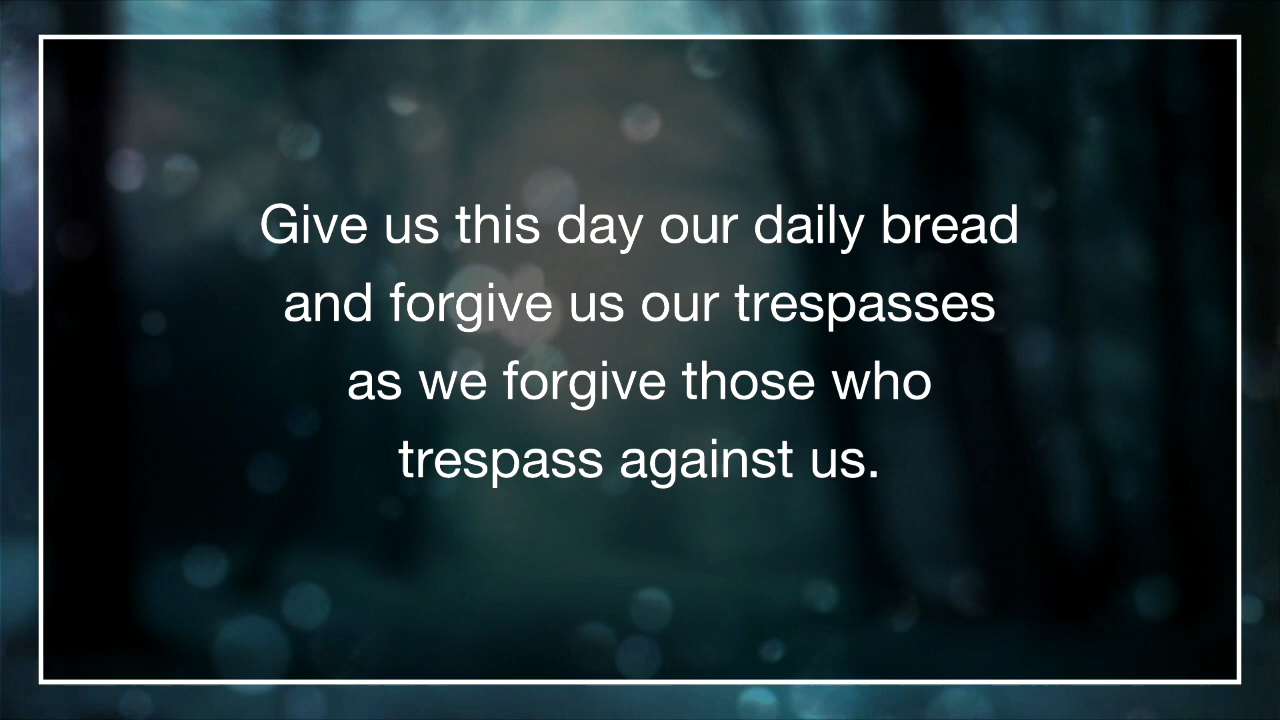 Give us this day our daily bread
and forgive us our trespasses
as we forgive those who
trespass against us.